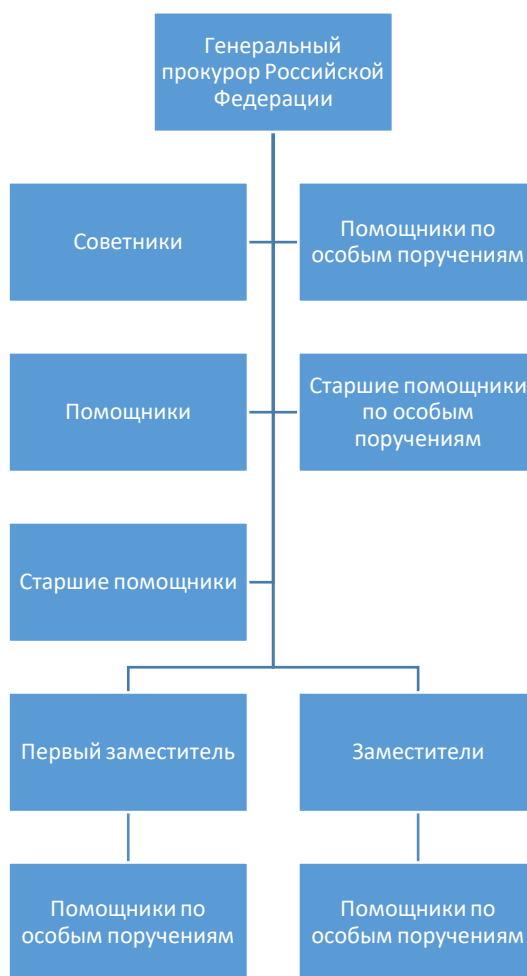 Генеральный
прокурор Российской
Федерации
Советники
Помощники по
особым поручениям
Помощники
Старшие помощники
по особым
поручениям
Старшие помощники
Первый заместитель
Заместители
Помощники по
особым поручениям
Помощники по
особым поручениям